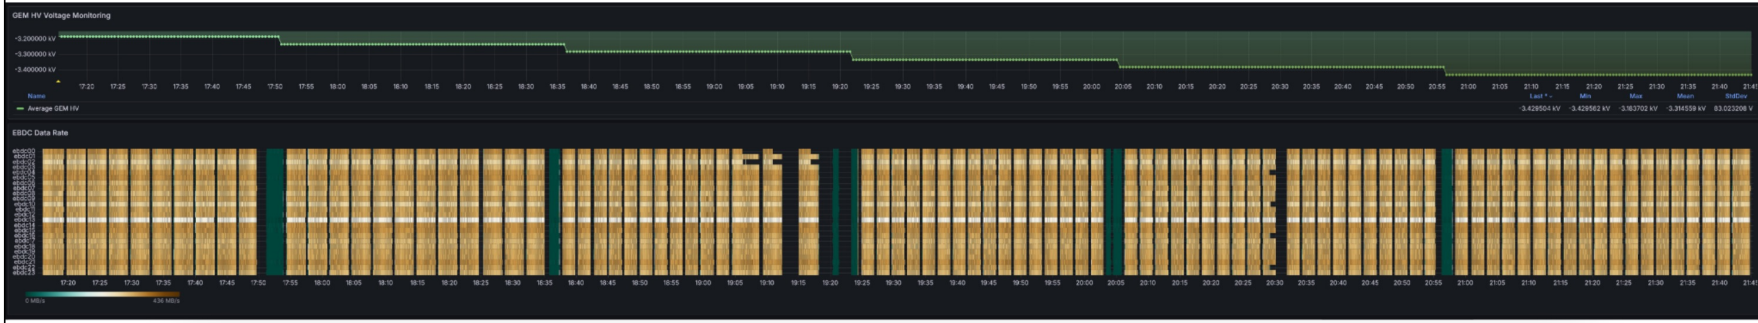 GEM HV Voltage Monitoring
-3.200000 kV
-3.300000 kV
-3.400000 kV
17:20 17:25 17:30 17:35 17:40 17:45 17:50 17:55 18:00 18:05 18:10 18:15 18:20 18:25 18:30 18:35 18:40 18:45 18:50 18:55 19:00 19:05 19:10 19:15 19:20 19:25 19:30 19:35 19:40 19:45 19:50 19:55 20:00 20:05 20:10 20:15 20:20 20:25 20:30 20:35 20:40 20:45 20:50 20:55 21:00 21:05 21:10 21:15 21:20 21:25 21:30 21:35 21:40 21:45
Name Last * Min Max Mean StdDev
Average GEM HV -3.429504 kV -3.429562 kV -3.183702 kV -3.314559 kV 83.023208 V
EBDC Data Rate
ebdc00
ebdc01
17:20 17:25 17:30 17:35 17:40 17:45 17:50 17:55 18:00 18:05 18:10 18:15 18:20 18:25 18:30 18:35 18:40 18:45 18:50 18:55 19:00 19:05 19:10 19:15 19:20 19:25 19:30 19:35 19:40 19:45 19:50 19:55 20:00 20:05 20:10 20:15 20:20 20:25 20:30 20:35 20:40 20:45 20:50 20:55 21:00 21:05 21:10 21:15 21:20 21:25 21:30 21:35 21:40 21:45
0 MB/s 436 MB/s